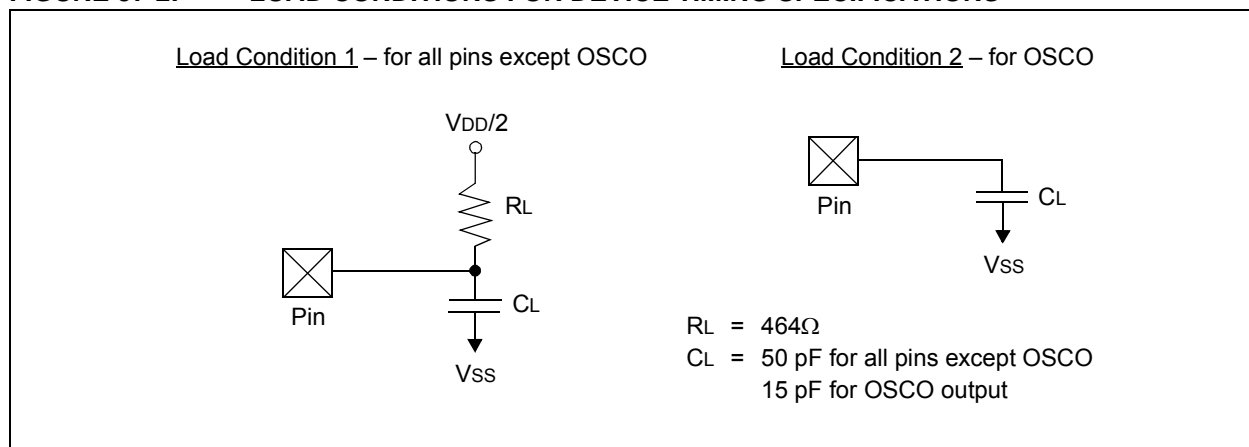 Load Condition 1 – for all pins except OSCO
VDD/2
RL
Pin
CL
VSS
Load Condition 2 – for OSCO
Pin
CL
VSS
RL = 464Ω
CL = 50 pF for all pins except OSCO
15 pF for OSCO output